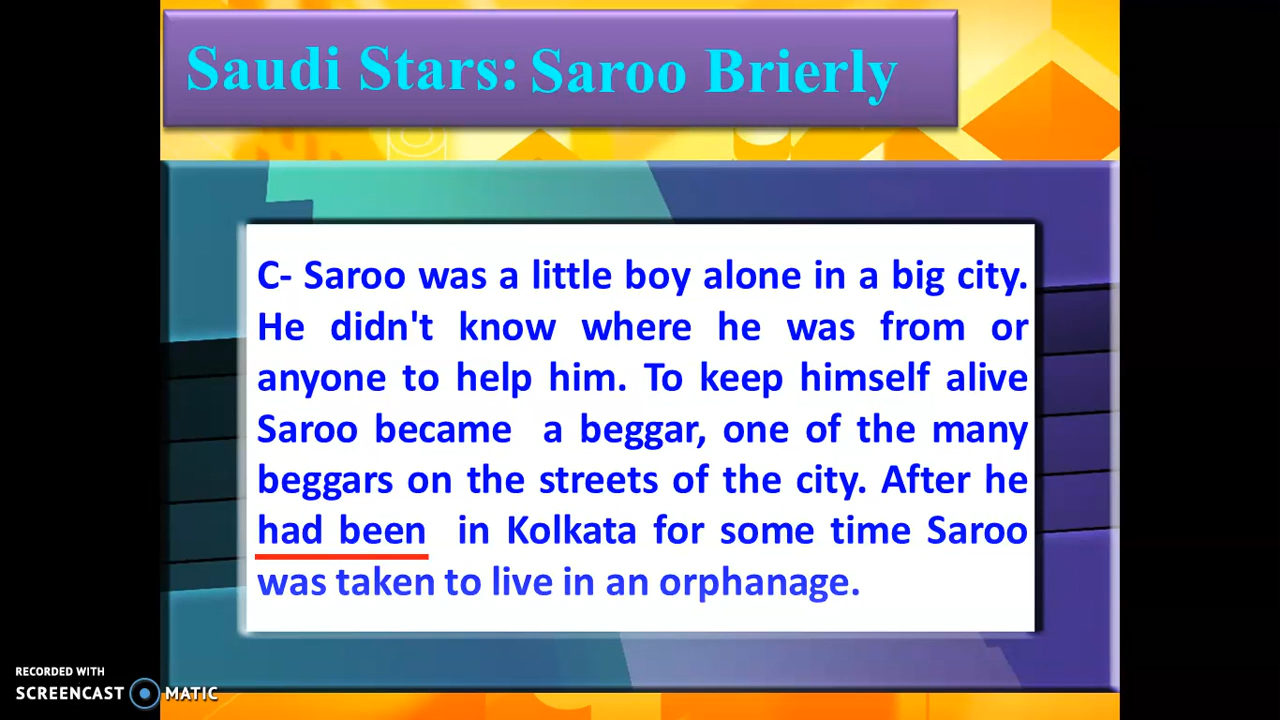 Saudi Stars: Saroo Brierly
C- Saroo was a little boy alone in a big city.
He didn't know where he was from or
anyone to help him. To keep himself alive
Saroo became a beggar, one of the many
beggars on the streets of the city. After he
had been in Kolkata for some time Saroo
was taken to live in an orphanage.
RECORDED WITH
SCREENCAST MATIC